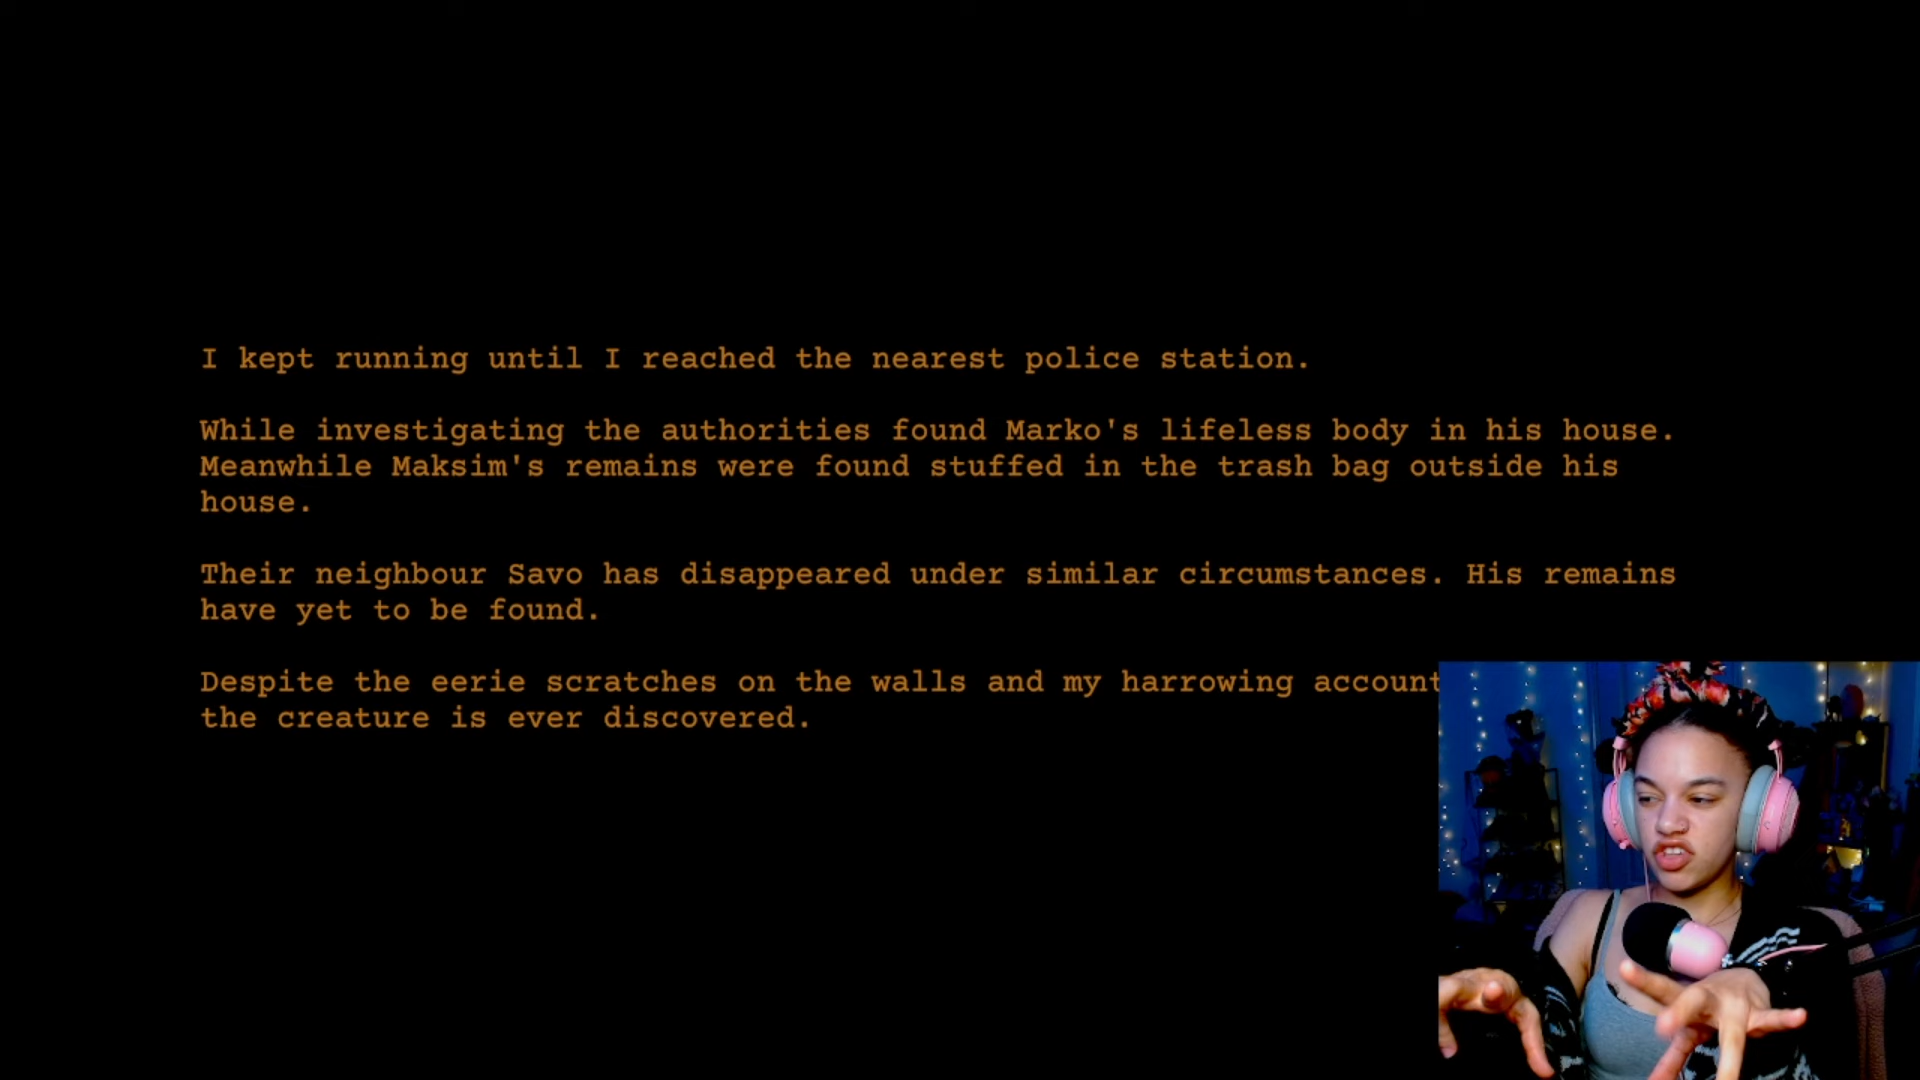 I kept running until I reached the nearest police station.
While investigating the authorities found Marko's lifeless body in his house.
Meanwhile Maksim's remains were found stuffed in the trash bag outside his
house.
Their neighbour Savo has disappeared under similar circumstances. His remains
have yet to be found.
Despite the eerie scratches on the walls and my harrowing account
the creature is ever discovered.